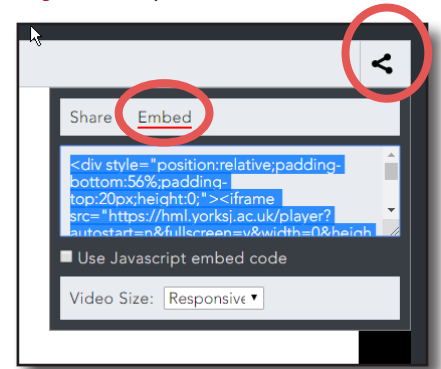 Share Embed
<div style="position:relative;padding-
bottom:56%;padding-
top:20px;height:0;"><iframe
src="https://hml.yorksj.ac.uk/player?
autostart=n&fullscreen=y&width=0&heigh
Use Javascript embed code
Video Size: Responsive